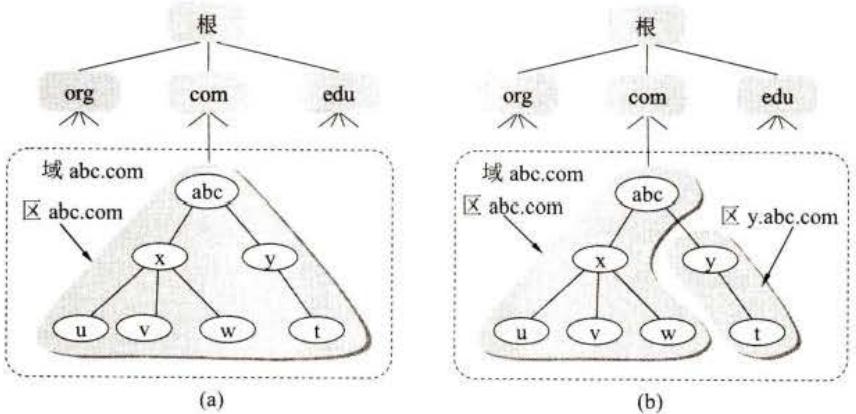 根
org
com
edu
域 abc.com
区 abc.com
abc
x
y
u
v
w
t
(a)
根
org
com
edu
域 abc.com
区 abc.com
abc
区 y.abc.com
x
y
u
v
w
t
(b)